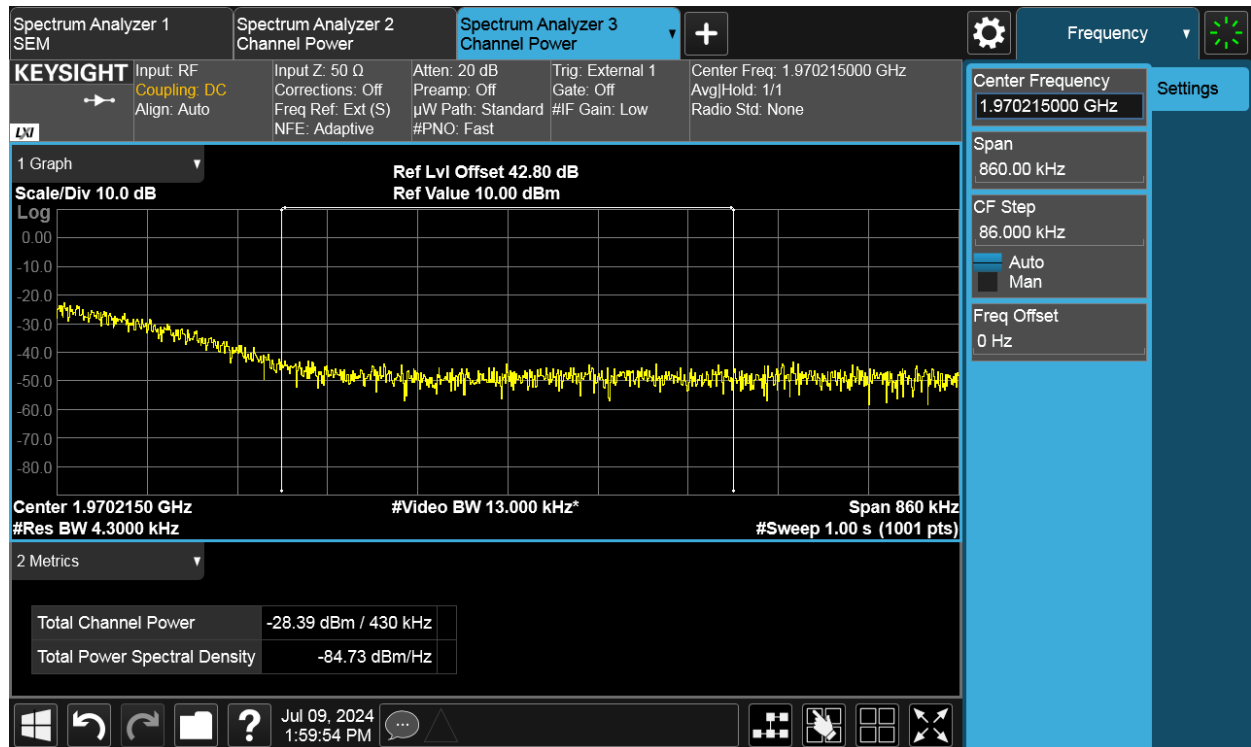 Spectrum Analyzer 1
SEM
Spectrum Analyzer 2
Channel Power
Spectrum Analyzer 3
Channel Power
+
Frequency
KEYSIGHT
LXI
Input: RF
Coupling: DC
Align: Auto
Input Z: 50 Ω
Corrections: Off
Freq Ref: Ext (S)
NFE: Adaptive
Atten: 20 dB
Preamp: Off
µW Path: Standard
#PNO: Fast
Trig: External 1
Gate: Off
#IF Gain: Low
Center Freq: 1.970215000 GHz
Avg|Hold: 1/1
Radio Std: None
Center Frequency
1.970215000 GHz
Settings
Span
860.00 kHz
CF Step
86.000 kHz
Auto
Man
Freq Offset
0 Hz
1 Graph
Scale/Div 10.0 dB
Ref Lvl Offset 42.80 dB
Ref Value 10.00 dBm
Log
0.00
-10.0
-20.0
-30.0
-40.0
-50.0
-60.0
-70.0
-80.0
Center 1.9702150 GHz
#Res BW 4.3000 kHz
#Video BW 13.000 kHz*
Span 860 kHz
#Sweep 1.00 s (1001 pts)
2 Metrics
Total Channel Power -28.39 dBm / 430 kHz
Total Power Spectral Density -84.73 dBm/Hz
?
Jul 09, 2024
1:59:54 PM